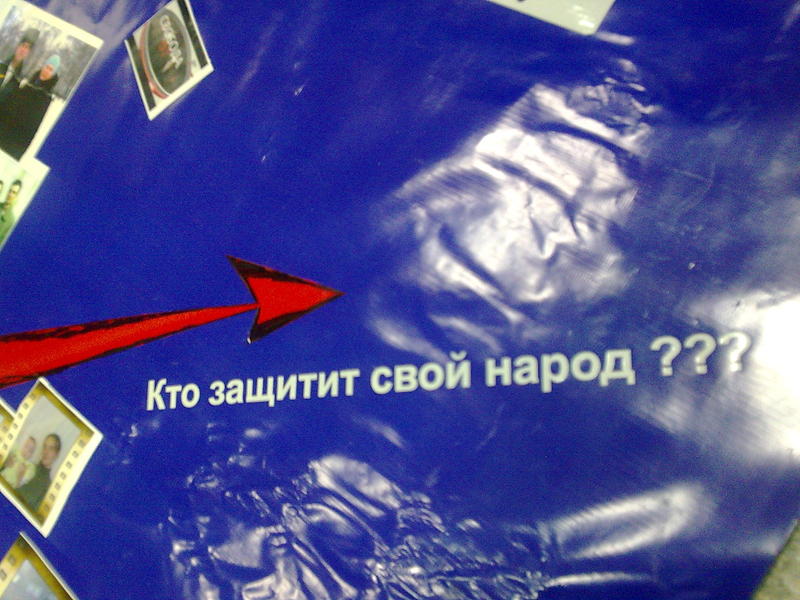 Кто защитит свой народ ???